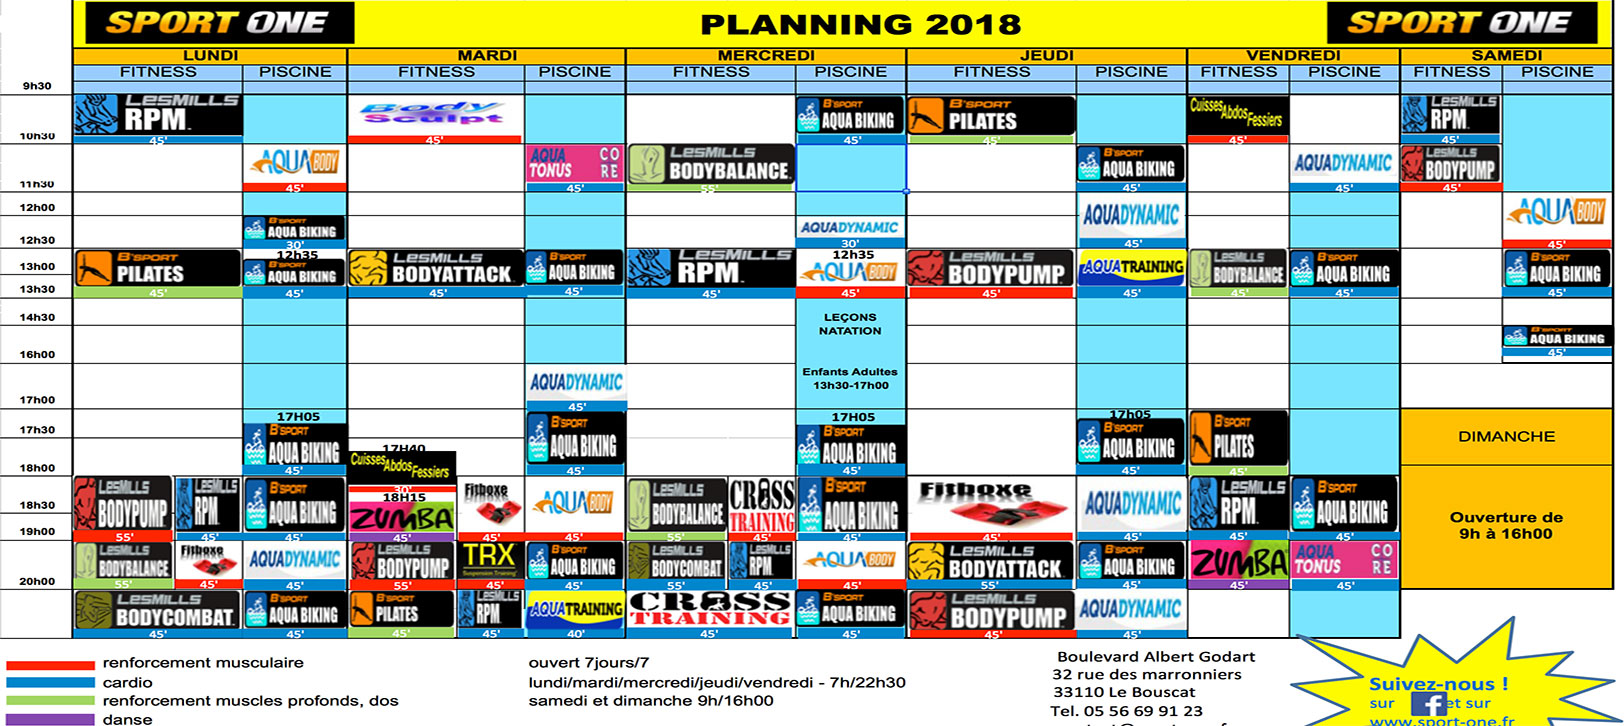 SPORT ONE PLANNING 2018 SPORT ONE
LUNDI MARDI MERCREDI JEUDI VENDREDI SAMEDI
FITNESS PISCINE FITNESS PISCINE FITNESS PISCINE FITNESS PISCINE FITNESS PISCINE FITNESS PISCINE
9h30
LESMILLS RPM 45' Body Sculpt 45' B'SPORT AQUA BIKING 45' B'SPORT PILATES 45' Cuisses Abdos Fessiers 45' LESMILLS RPM 45'
10h30
AQUA BODY 45' AQUA TONUS CORE 45' LESMILLS BODYBALANCE 55' B'SPORT AQUA BIKING 45' AQUADYNAMIC 45' LESMILLS BODYPUMP 45'
11h30
12h00
B'SPORT AQUA BIKING 30' AQUADYNAMIC 30' AQUADYNAMIC 45' AQUA BODY 45'
12h30
12h35 12h35
B'SPORT PILATES 45' B'SPORT AQUA BIKING 45' LESMILLS BODYATTACK 45' B'SPORT AQUA BIKING 45' LESMILLS RPM 45' AQUA BODY 45' LESMILLS BODYPUMP 45' AQUATRAINING 45' LESMILLS BODYBALANCE 45' B'SPORT AQUA BIKING 45' B'SPORT AQUA BIKING 45'
13h00
13h30
LEÇONS
NATATION
14h30
B'SPORT AQUA BIKING 45'
16h00
Enfants Adultes
13h30-17h00
AQUADYNAMIC 45'
17h00
17H05 17H05 17h05
B'SPORT AQUA BIKING 45' B'SPORT AQUA BIKING 45' B'SPORT AQUA BIKING 45' B'SPORT AQUA BIKING 45' B'SPORT PILATES 45'
17h30
DIMANCHE
17H40
Cuisses Abdos Fessiers 30'
18h00
18H15
LESMILLS BODYPUMP 55' LESMILLS RPM 45' B'SPORT AQUA BIKING 45' ZUMBA 45' Fitboxe 45' AQUA BODY 45' LESMILLS BODYBALANCE 55' CROSS TRAINING 45' B'SPORT AQUA BIKING 45' Fitboxe 45' AQUADYNAMIC 45' LESMILLS RPM 45' B'SPORT AQUA BIKING 45'
18h30
19h00
Ouverture de
9h à 16h00
LESMILLS BODYBALANCE 55' Fitboxe 45' AQUADYNAMIC 45' LESMILLS BODYPUMP 55' TRX Suspension Training 45' B'SPORT AQUA BIKING 45' LESMILLS BODYCOMBAT 55' LESMILLS RPM 45' AQUA BODY 45' LESMILLS BODYATTACK 55' B'SPORT AQUA BIKING 45' ZUMBA 45' AQUA TONUS CORE 45'
20h00
LESMILLS BODYCOMBAT 45' B'SPORT AQUA BIKING 45' B'SPORT PILATES 45' LESMILLS RPM 45' AQUATRAINING 40' CROSS TRAINING 45' B'SPORT AQUA BIKING 45' LESMILLS BODYPUMP 45' AQUADYNAMIC 45'
renforcement musculaire
cardio
renforcement muscles profonds, dos
danse
ouvert 7jours/7
lundi/mardi/mercredi/jeudi/vendredi - 7h/22h30
samedi et dimanche 9h/16h00
Boulevard Albert Godart
32 rue des marronniers
33110 Le Bouscat
Tel. 05 56 69 91 23
Suivez-nous !
sur f et sur
www.sport-one.fr